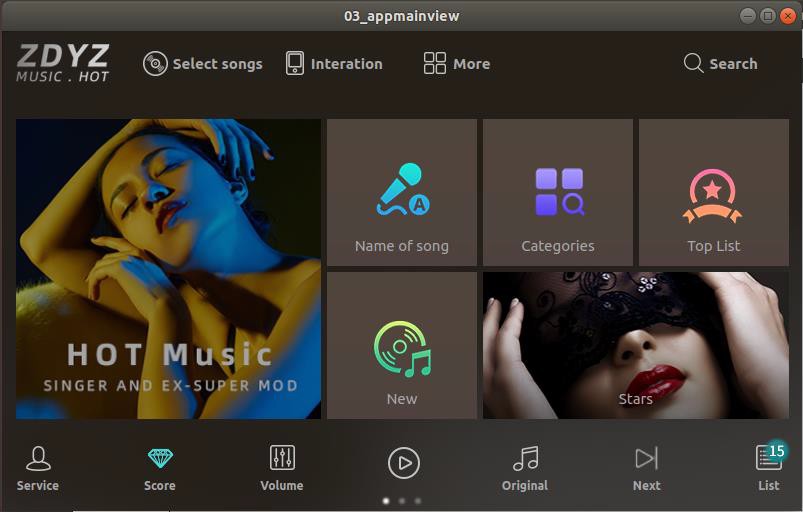 03_appmainview
ZDYZ
MUSIC . HOT
Select songs
Interation
More
Search
HOT Music
SINGER AND EX-SUPER MOD
Name of song
A
Categories
Top List
New
Stars
Service
Score
Volume
Original
Next
15
List